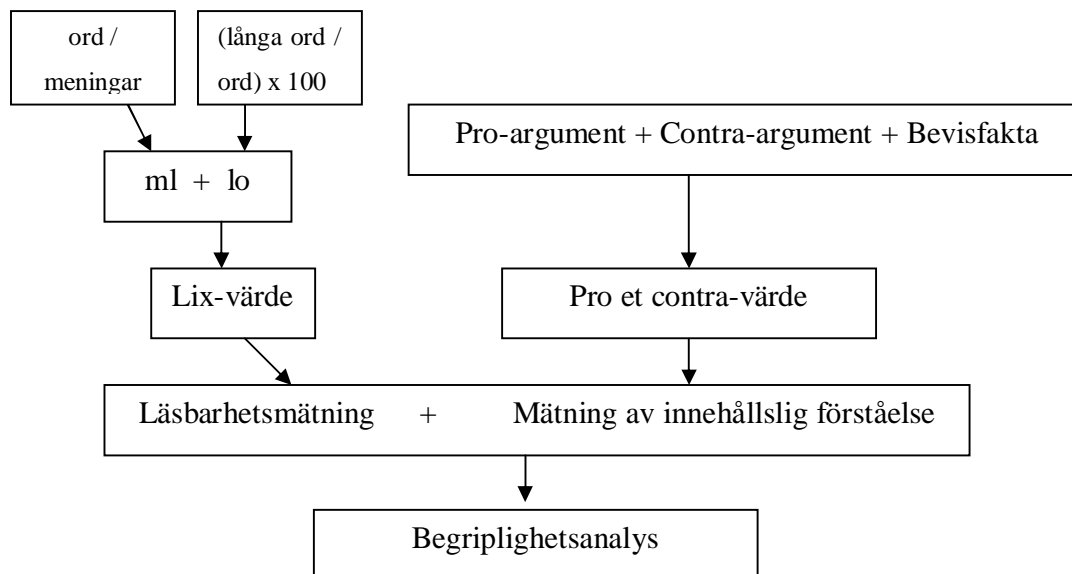 ord /
meningar
(långa ord /
ord) x 100
Pro-argument + Contra-argument + Bevisfakta
ml + lo
Lix-värde
Pro et contra-värde
Läsbarhetsmätning + Mätning av innehållslig förståelse
Begriplighetsanalys